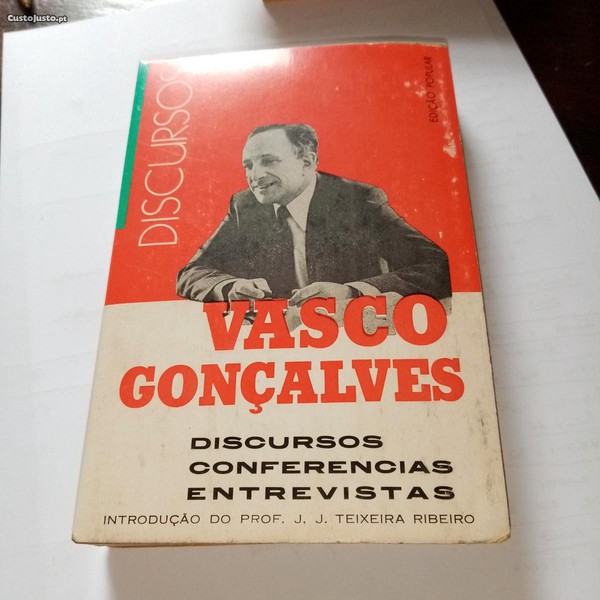 CustoJusto.pt
DISCURSOS
EDIÇÃO POPULAR
VASCO
GONÇALVES
DISCURSOS
CONFERENCIAS
ENTREVISTAS
INTRODUÇÃO DO PROF. J. J. TEIXEIRA RIBEIRO